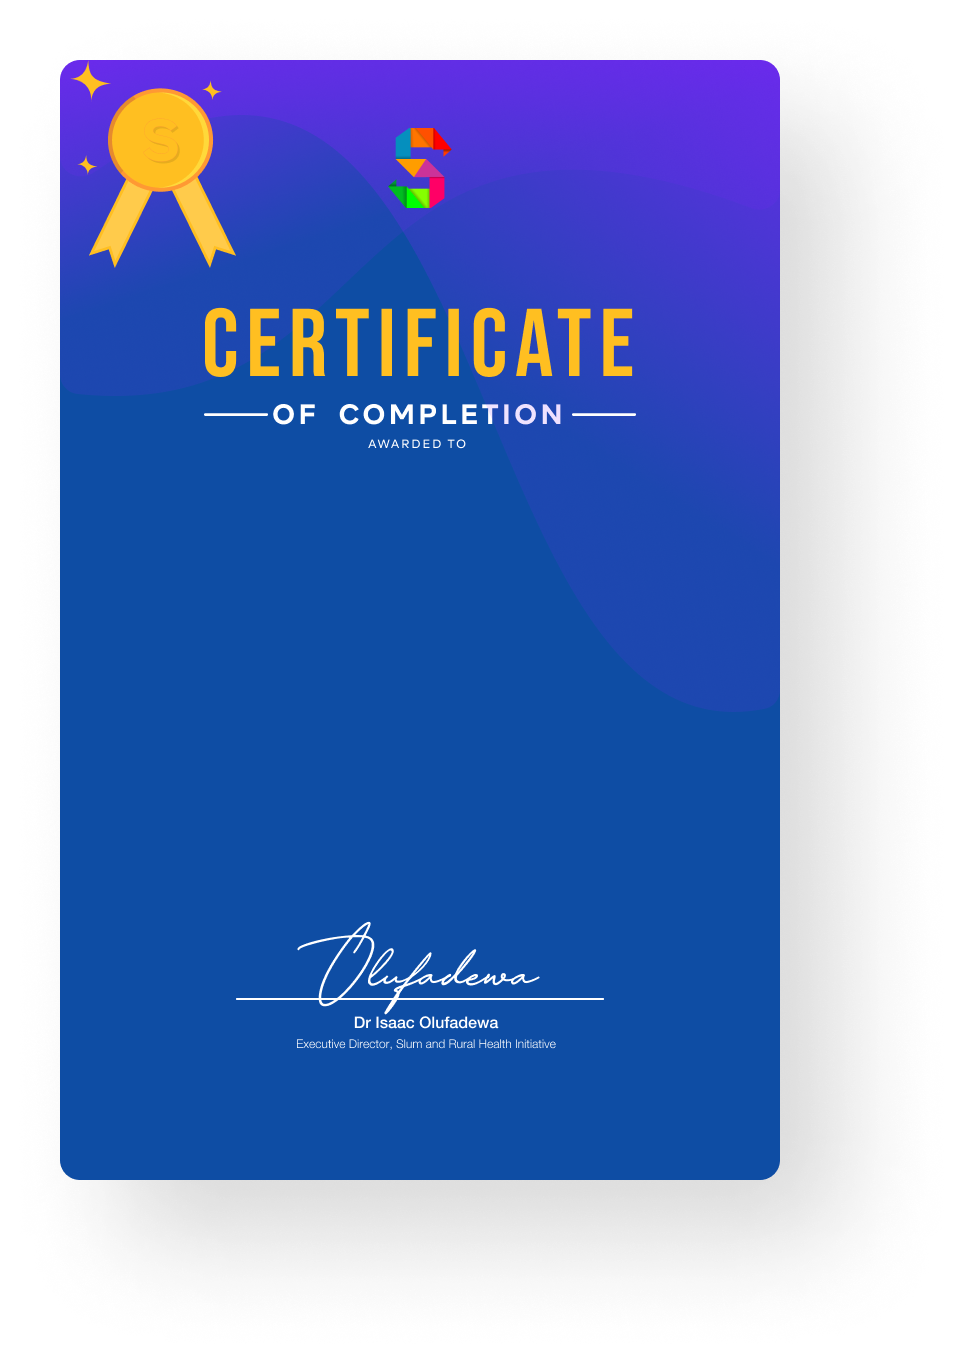 S
S
CERTIFICATE
OF COMPLETION
AWARDED TO
Olufadewa
Dr Isaac Olufadewa
Executive Director, Slum and Rural Health Initiative